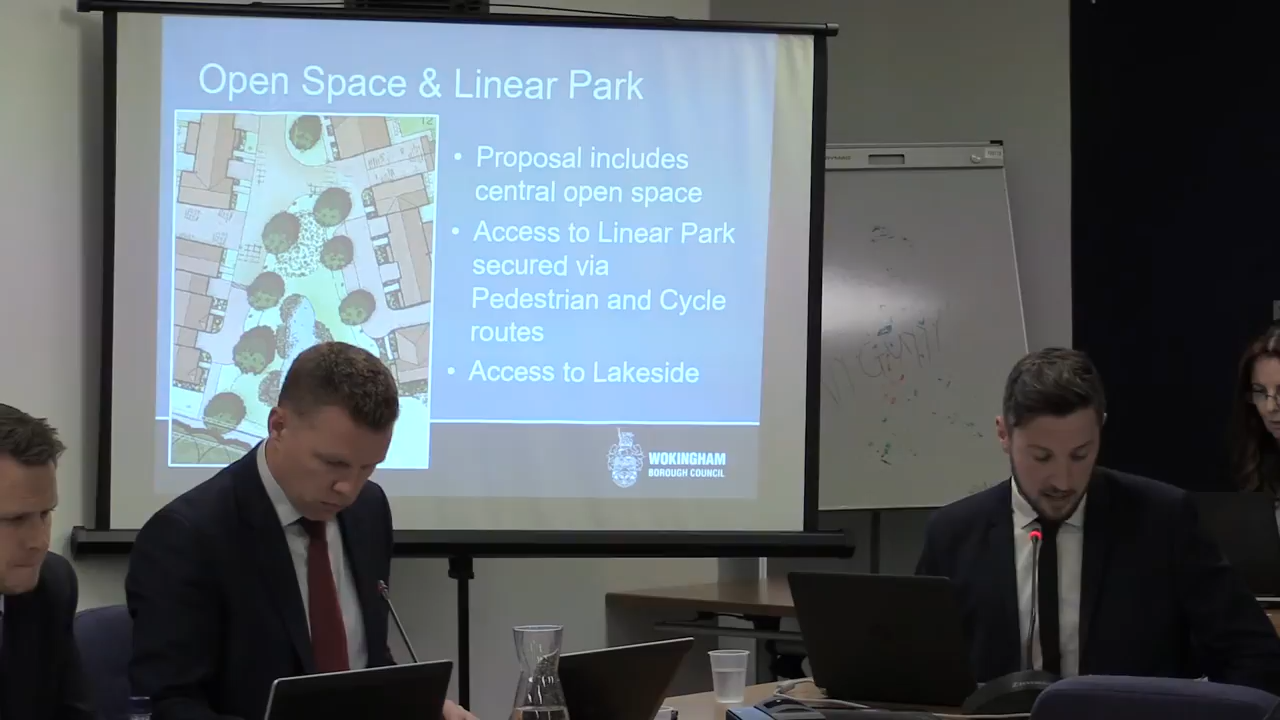 Open Space & Linear Park
12
• Proposal includes
central open space
• Access to Linear Park
secured via
Pedestrian and Cycle
routes
• Access to Lakeside
WOKINGHAM
BOROUGH COUNCIL